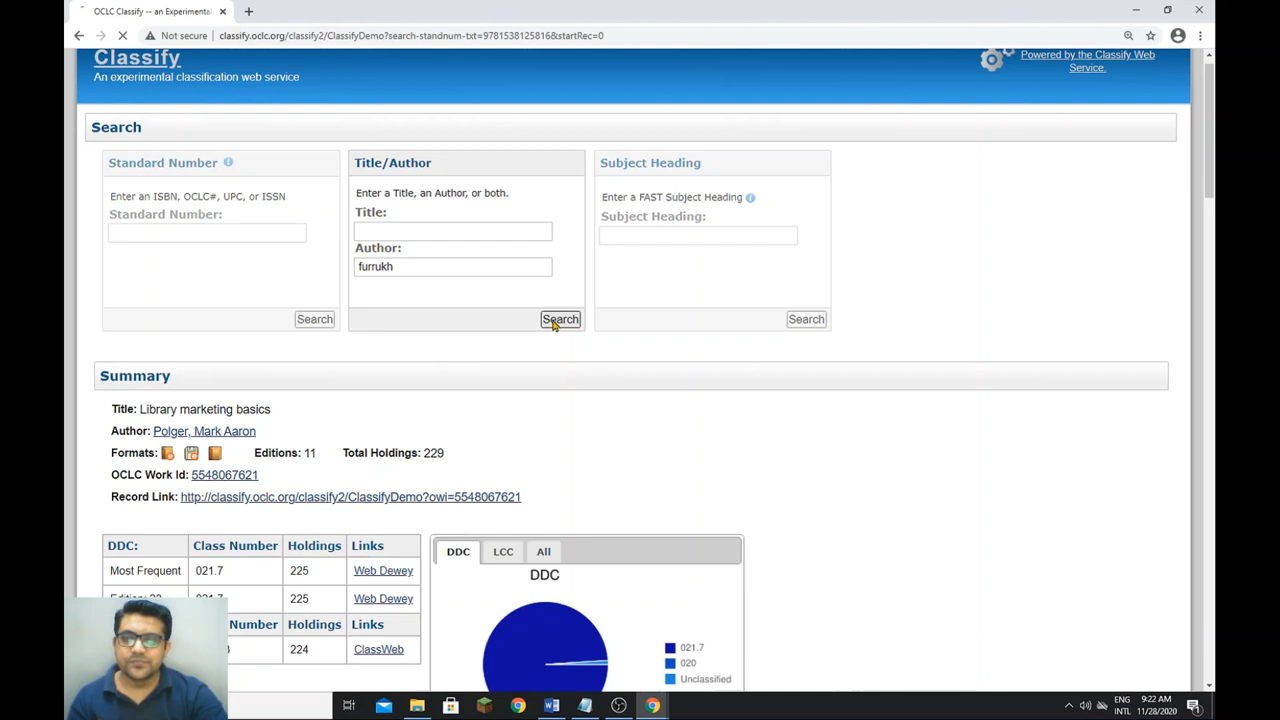 OCLC Classify -- an Experimental
Not secure | classify.oclc.org/classify2/ClassifyDemo?search-standnum-txt=9781538125816&startRec=0
Classify
An experimental classification web service
Powered by the Classify Web
Service.
Search
Standard Number
Enter an ISBN, OCLC#, UPC, or ISSN
Standard Number:
Search
Title/Author
Enter a Title, an Author, or both.
Title:
Author:
furrukh
Search
Subject Heading
Enter a FAST Subject Heading
Subject Heading:
Search
Summary
Title: Library marketing basics
Author: Polger, Mark Aaron
Formats: Editions: 11 Total Holdings: 229
OCLC Work Id: 5548067621
Record Link: http://classify.oclc.org/classify2/ClassifyDemo?owi=5548067621
DDC: Class Number Holdings Links
Most Frequent 021.7 225 Web Dewey
225 Web Dewey
Number Holdings Links
224 ClassWeb
DDC LCC All
DDC
021.7
020
Unclassified
ENG
INTL
9:22 AM
11/28/2020